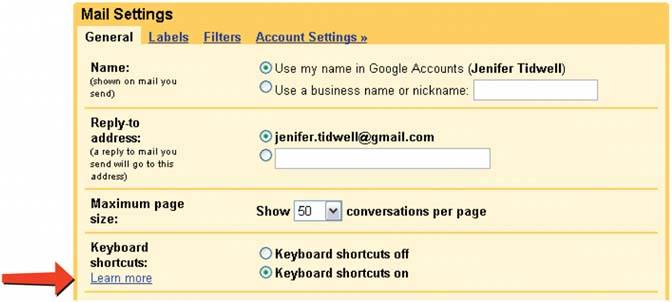 Mail Settings
General Labels Filters Account Settings »
Name:
(shown on mail you
send)
Use my name in Google Accounts (Jenifer Tidwell)
Use a business name or nickname:
Reply-to
address:
(a reply to mail you
send will go to this
address)
jenifer.tidwell@gmail.com
Maximum page
size:
Show 50 conversations per page
Keyboard
shortcuts:
Learn more
Keyboard shortcuts off
Keyboard shortcuts on